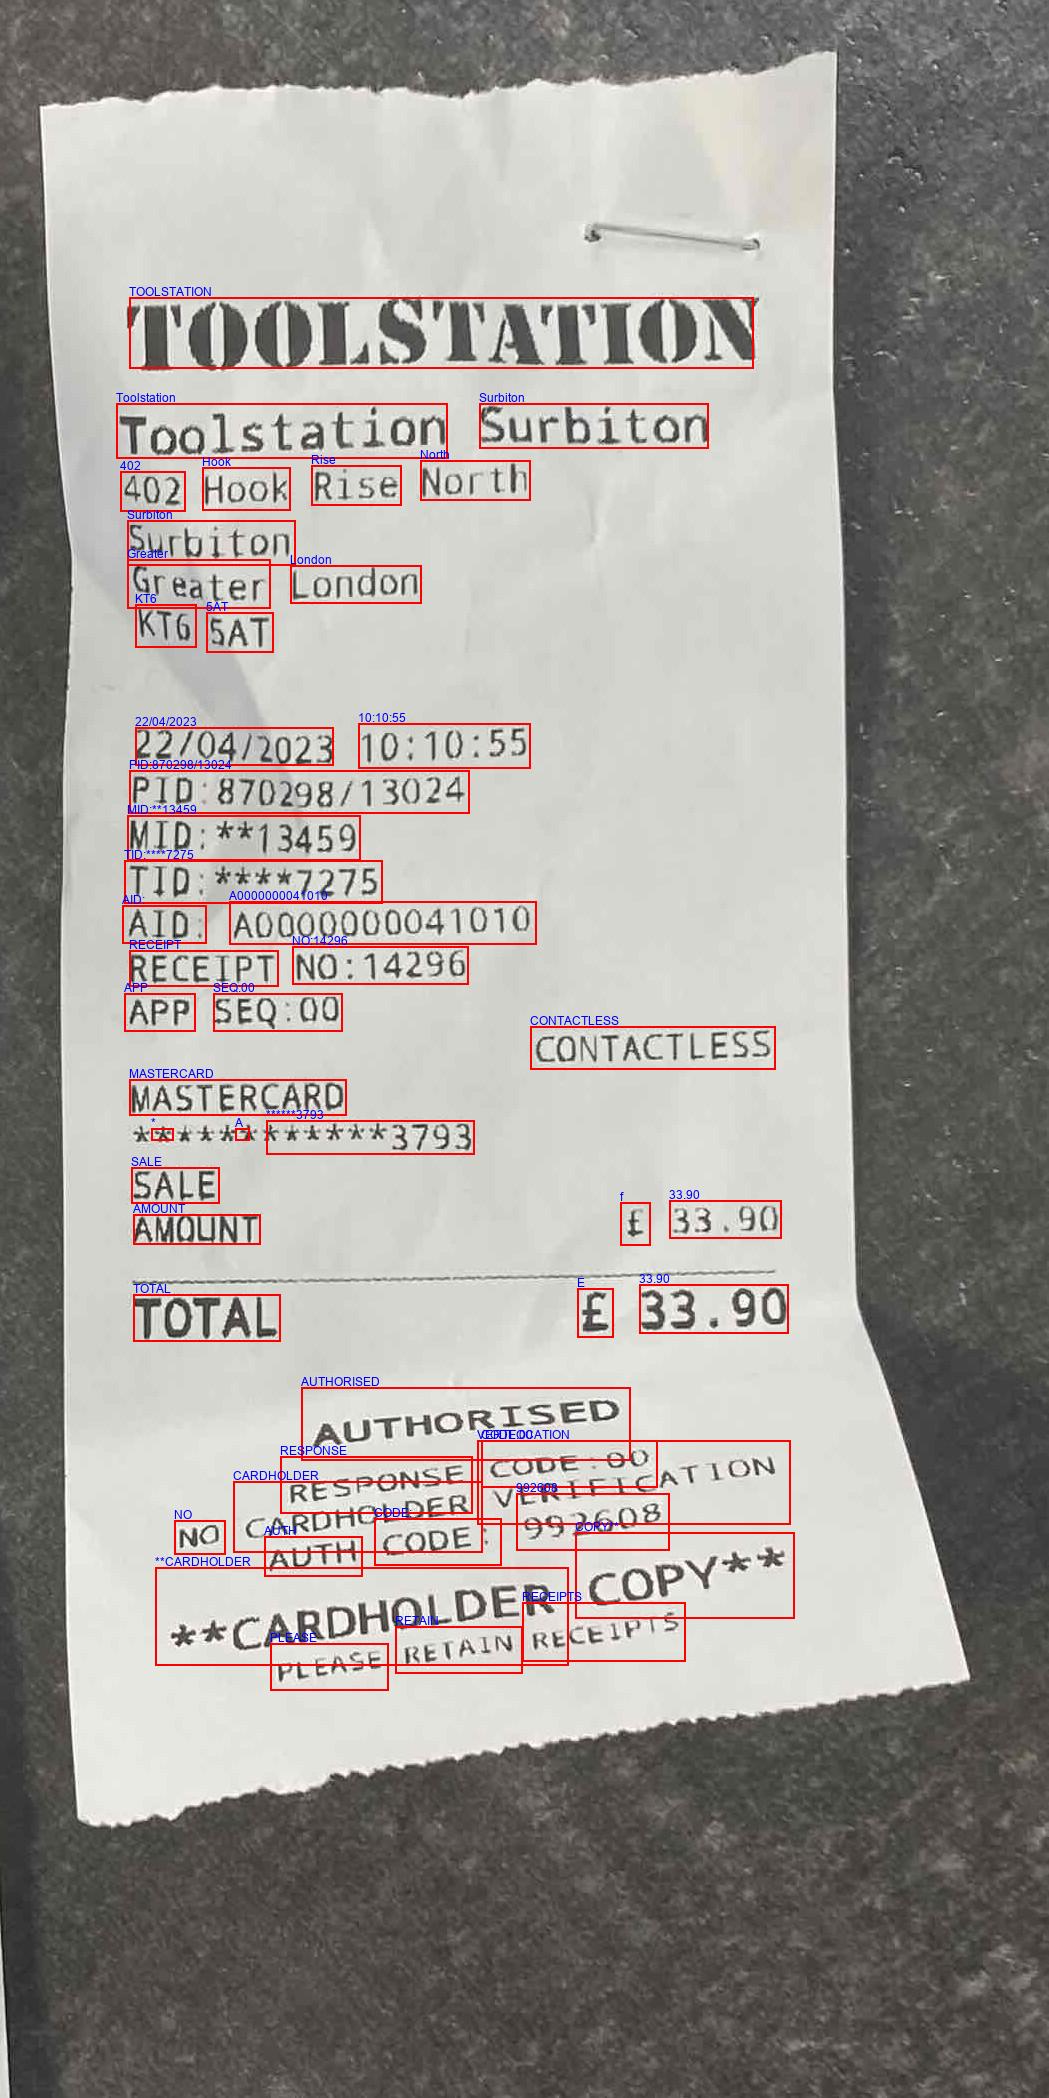 TOOLSTATION
Toolstation Surbiton
402 Hook Rise North
Surbiton
Greater London
KT6 5AT
22/04/2023 10:10:55
PID:870298/13024
MID:**13459
TID:****7275
AID: A0000000041010
RECEIPT NO:14296
APP SEQ:00
CONTACTLESS
MASTERCARD
************3793
SALE
AMOUNT £ 33.90
TOTAL £ 33.90
AUTHORISED
RESPONSE CODE:00
NO CARDHOLDER VERIFICATION
AUTH CODE: 992608
**CARDHOLDER COPY**
PLEASE RETAIN RECEIPTS